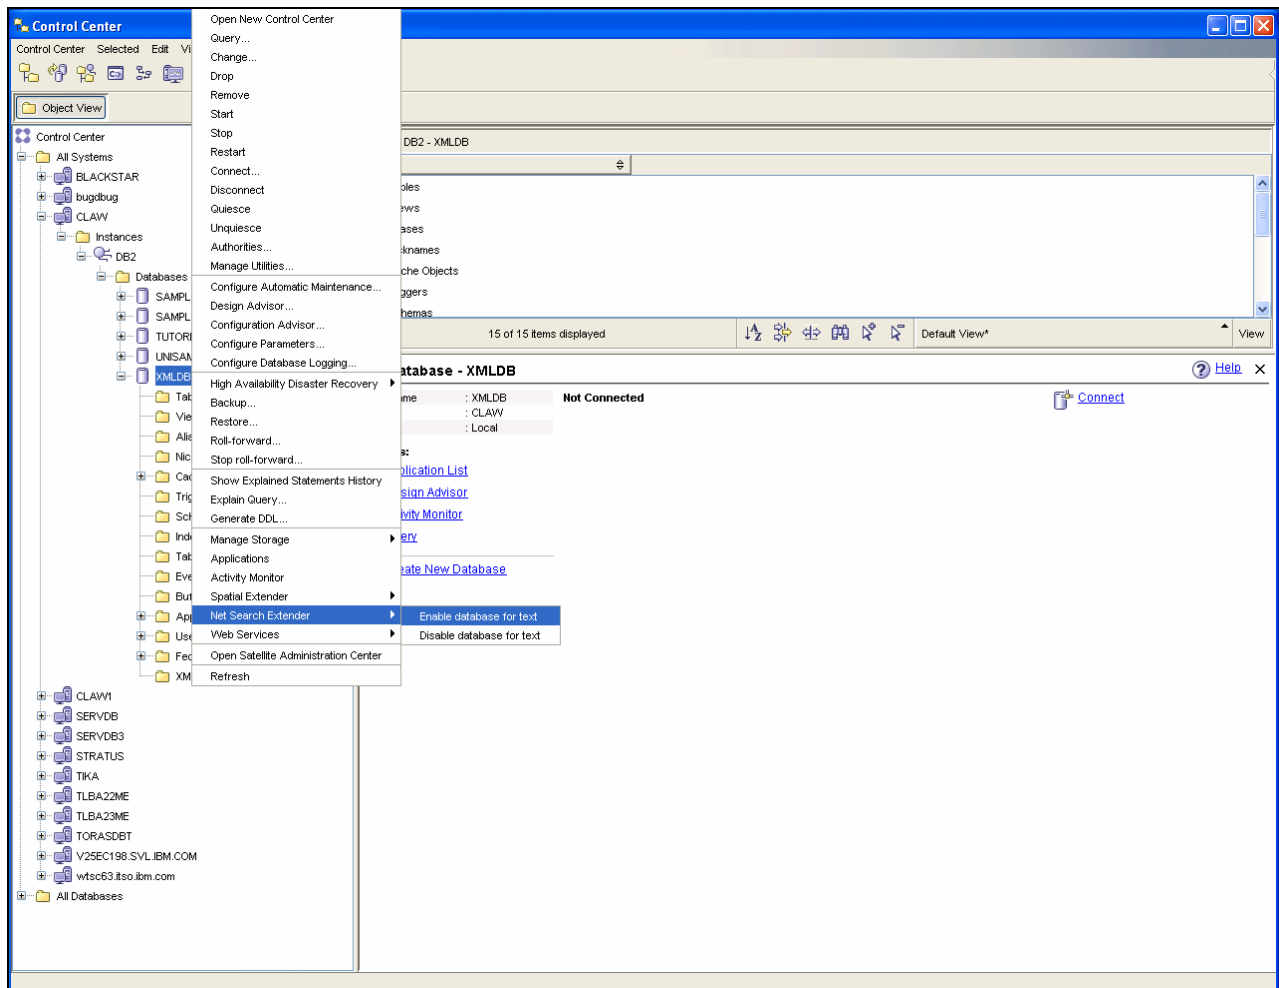 Control Center
Control Center Selected Edit Vi
Object View
Control Center
All Systems
BLACKSTAR
bugdbug
CLAW
Instances
DB2
Databases
SAMPL
SAMPL
TUTORI
UNISAM
XMLDB
Tab
Vie
Alia
Nic
Cac
Trig
Sch
Inde
Tab
Eve
Buf
App
Use
Fed
XM
CLAW1
SERVDB
SERVDB3
STRATUS
TIKA
TLBA22ME
TLBA23ME
TORASDBT
V25EC198.SVL.IBM.COM
wtsc63.itso.ibm.com
All Databases
Open New Control Center
Query...
Change...
Drop
Remove
Start
Stop
Restart
Connect...
Disconnect
Quiesce
Unquiesce
Authorities...
Manage Utilities...
Configure Automatic Maintenance...
Design Advisor...
Configuration Advisor...
Configure Parameters...
Configure Database Logging...
High Availability Disaster Recovery
Backup...
Restore...
Roll-forward...
Stop roll-forward...
Show Explained Statements History
Explain Query...
Generate DDL...
Manage Storage
Applications
Activity Monitor
Spatial Extender
Net Search Extender
Web Services
Open Satellite Administration Center
Refresh
Enable database for text
Disable database for text
DB2 - XMLDB
bles
ews
ases
knames
che Objects
ggers
hemas
15 of 15 items displayed
Default View*
View
atabase - XMLDB
Help
ame : XMLDB
: CLAW
: Local
Not Connected
Connect
s:
plication List
sign Advisor
ivity Monitor
ery
eate New Database